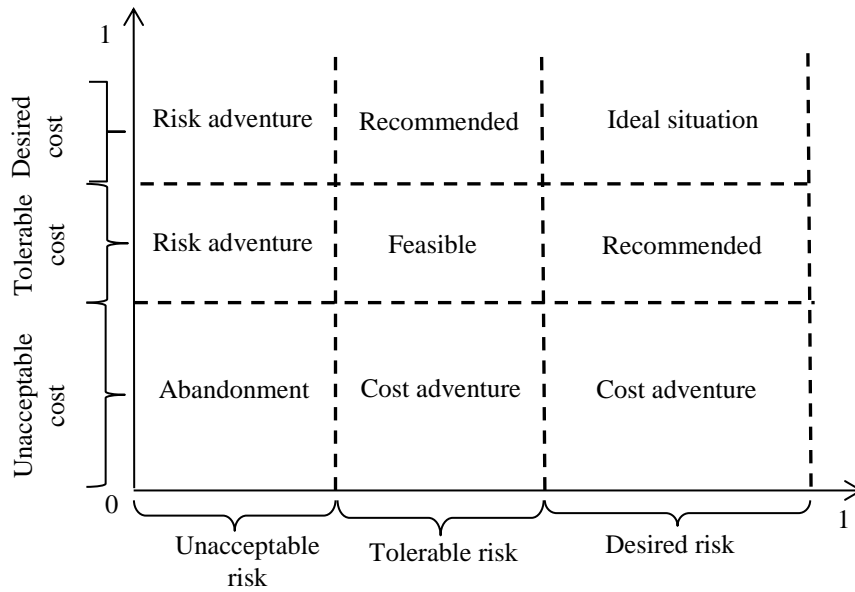 1
Desired
cost
Risk adventure
Recommended
Ideal situation
Tolerable
cost
Risk adventure
Feasible
Recommended
Unacceptable
cost
Abandonment
Cost adventure
Cost adventure
0
1
Unacceptable
risk
Tolerable risk
Desired risk